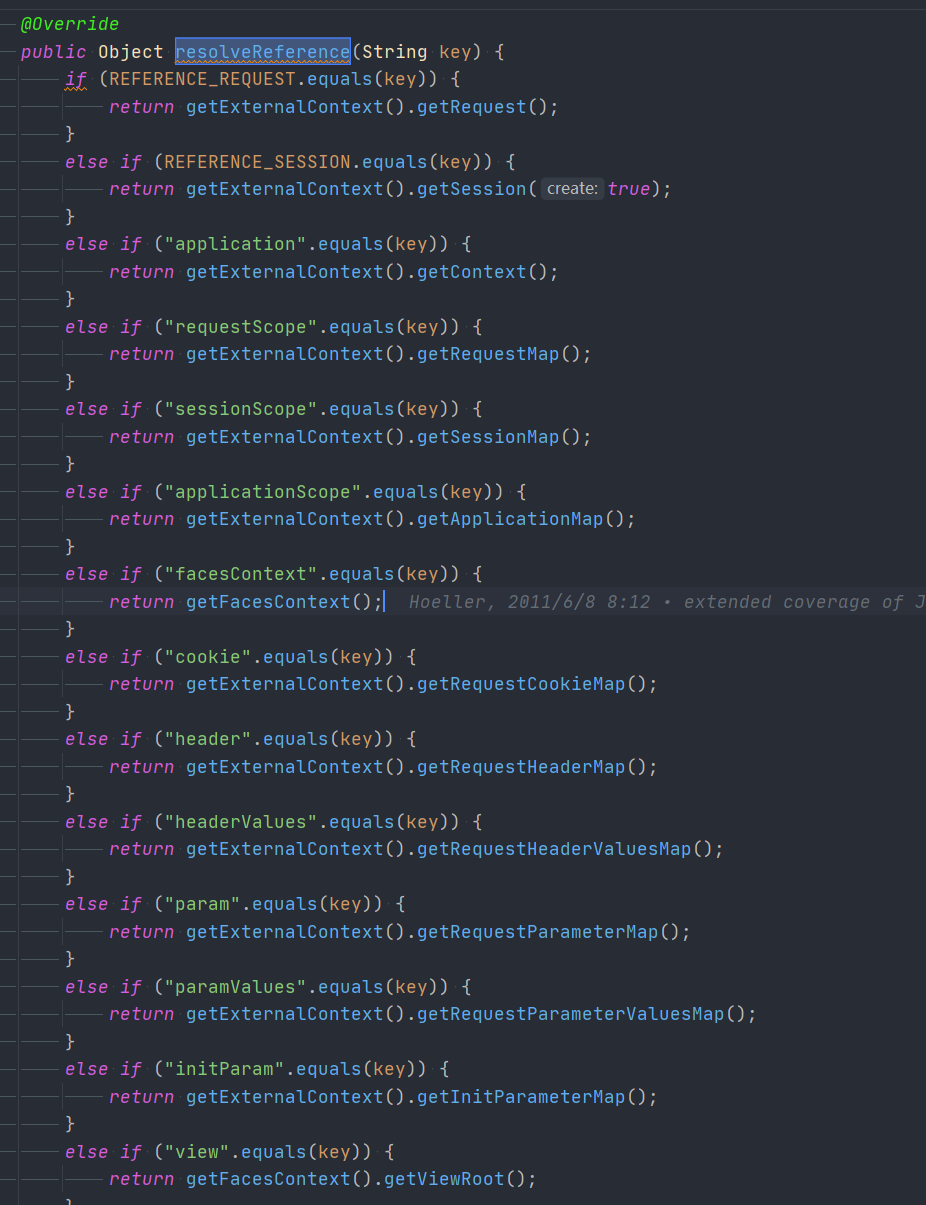 @Override
public Object resolveReference(String key) {
if (REFERENCE_REQUEST.equals(key)) {
return getExternalContext().getRequest();
}
else if (REFERENCE_SESSION.equals(key)) {
return getExternalContext().getSession( create: true);
}
else if ("application".equals(key)) {
return getExternalContext().getContext();
}
else if ("requestScope".equals(key)) {
return getExternalContext().getRequestMap();
}
else if ("sessionScope".equals(key)) {
return getExternalContext().getSessionMap();
}
else if ("applicationScope".equals(key)) {
return getExternalContext().getApplicationMap();
}
else if ("facesContext".equals(key)) {
return getFacesContext(); Hoeller, 2011/6/8 8:12 • extended coverage of J
}
else if ("cookie".equals(key)) {
return getExternalContext().getRequestCookieMap();
}
else if ("header".equals(key)) {
return getExternalContext().getRequestHeaderMap();
}
else if ("headerValues".equals(key)) {
return getExternalContext().getRequestHeaderValuesMap();
}
else if ("param".equals(key)) {
return getExternalContext().getRequestParameterMap();
}
else if ("paramValues".equals(key)) {
return getExternalContext().getRequestParameterValuesMap();
}
else if ("initParam".equals(key)) {
return getExternalContext().getInitParameterMap();
}
else if ("view".equals(key)) {
return getFacesContext().getViewRoot();
}